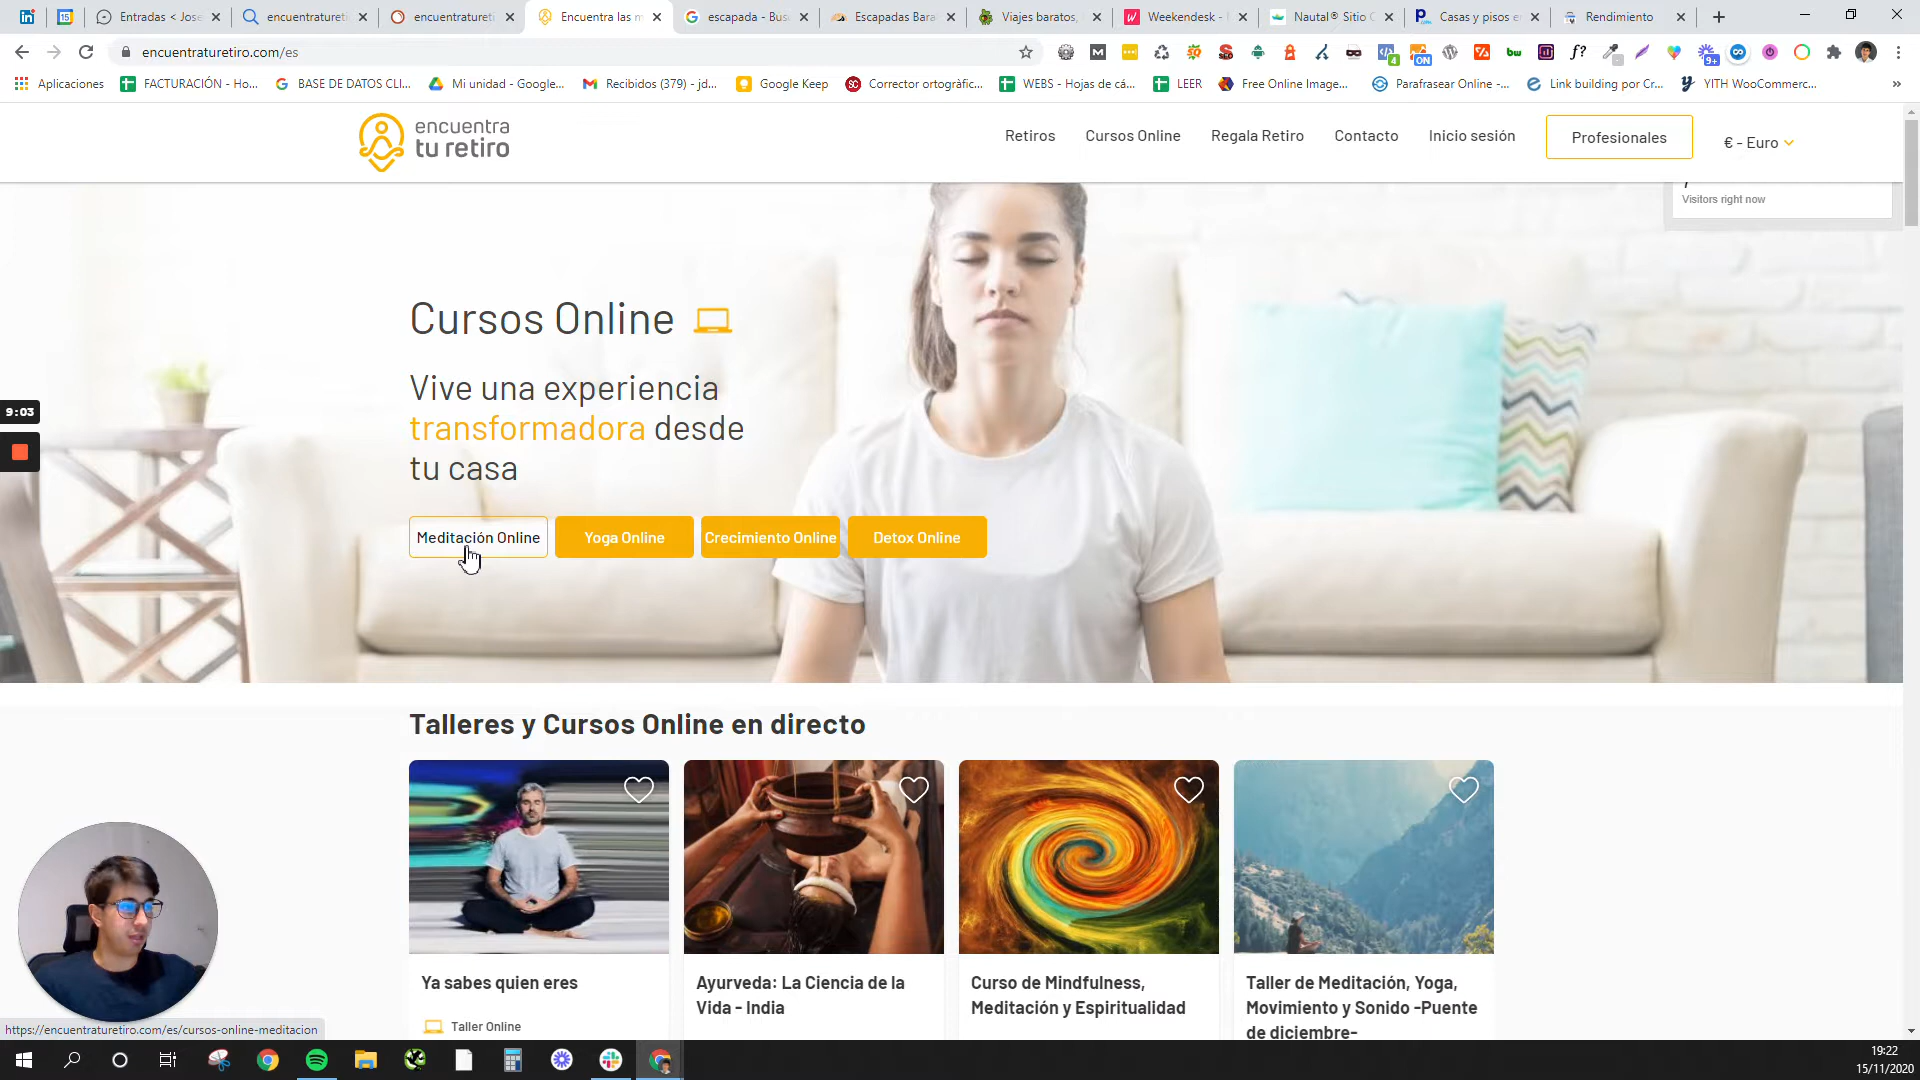 Entradas < Jose
encuentratureti
encuentratureti
Encuentra las m
escapada - Bus
Escapadas Bara
Viajes baratos,
Weekendesk -
Nautal® Sitio C
Casas y pisos e
Rendimiento
encuentraturetiro.com/es
Aplicaciones
FACTURACIÓN - Ho...
BASE DE DATOS CLI...
Mi unidad - Google...
Recibidos (379) - jd...
Google Keep
Corrector ortogràfic...
WEBS - Hojas de cá...
LEER
Free Online Image...
Parafrasear Online -...
Link building por Cr...
YITH WooCommerc...
encuentra
tu retiro
Retiros
Cursos Online
Regala Retiro
Contacto
Inicio sesión
Profesionales
€ - Euro
Visitors right now
Cursos Online
Vive una experiencia
transformadora desde
tu casa
9:03
Meditación Online
Yoga Online
Crecimiento Online
Detox Online
Talleres y Cursos Online en directo
Ya sabes quien eres
Taller Online
Ayurveda: La Ciencia de la
Vida - India
Curso de Mindfulness,
Meditación y Espiritualidad
Taller de Meditación, Yoga,
Movimiento y Sonido -Puente
de diciembre-
https://encuentraturetiro.com/es/cursos-online-meditacion
19:22
15/11/2020